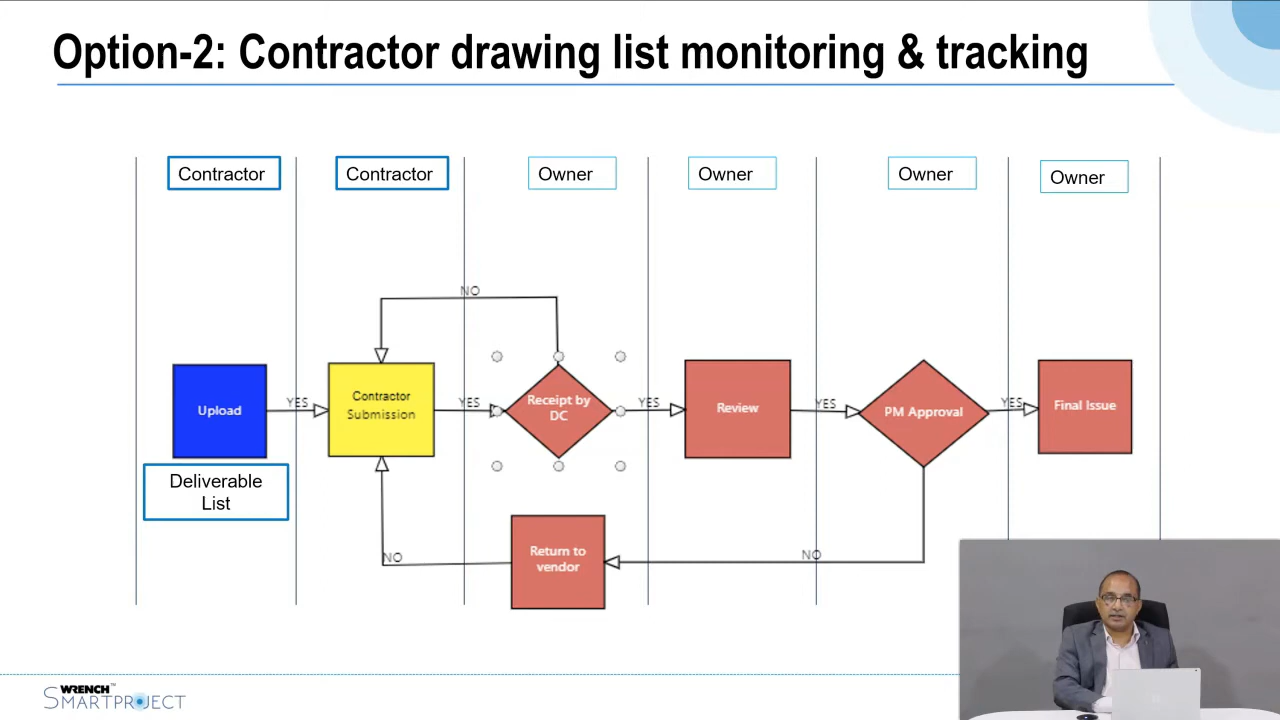 Option-2: Contractor drawing list monitoring & tracking
Contractor
Contractor
Owner
Owner
Owner
Owner
NO
Upload
YES
Contractor
Submission
YES
Receipt by
DC
YES
Review
YES
PM Approval
YES
Final Issue
Deliverable
List
NO
Return to
vendor
NO
WRENCH™
SMARTPROJECT